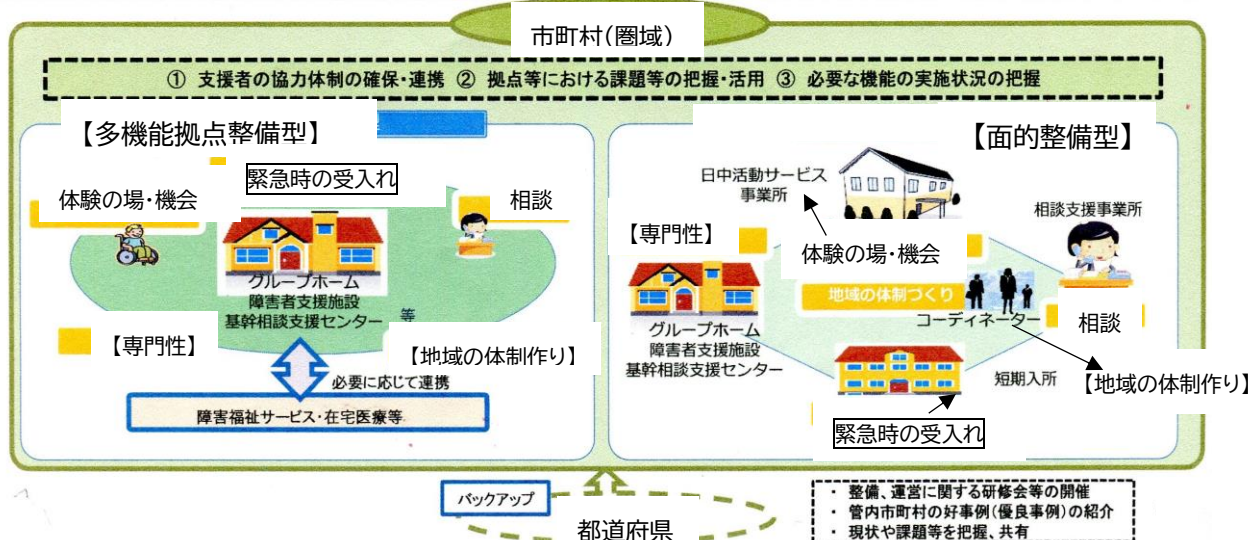 市町村(圏域)
① 支援者の協力体制の確保・連携 ② 拠点等における課題等の把握・活用 ③ 必要な機能の実施状況の把握
【多機能拠点整備型】
緊急時の受入れ
体験の場・機会
相談
グループホーム
障害者支援施設
基幹相談支援センター 等
【専門性】
【地域の体制作り】
必要に応じて連携
障害福祉サービス・在宅医療等
【面的整備型】
日中活動サービス
事業所
相談支援事業所
【専門性】
体験の場・機会
地域の体制づくり
コーディネーター
相談
グループホーム
障害者支援施設
基幹相談支援センター
短期入所
【地域の体制作り】
緊急時の受入れ
バックアップ
都道府県
・ 整備、運営に関する研修会等の開催
・ 管内市町村の好事例(優良事例)の紹介
・ 現状や課題等を把握、共有